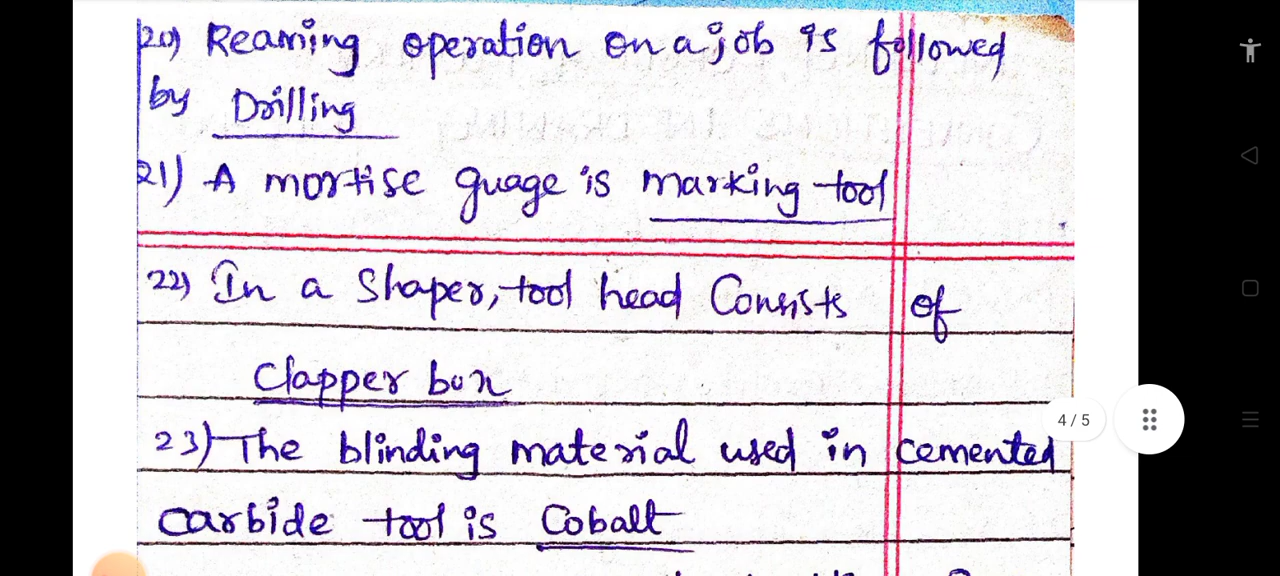 20) Reaming operation on a job is followed
by Drilling
21) A mortise guage is marking tool
22) In a Shaper, tool head Consists of
Clapper box
23) The blinding material used in cemented
4 / 5
carbide tool is Cobalt